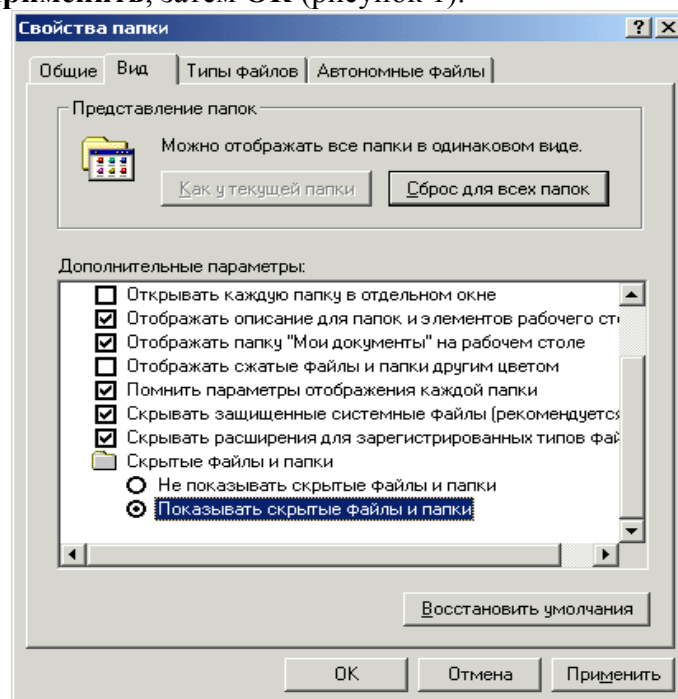 рименить, затем ОК (рисунок 1).
Свойства папки
Общие Вид Типы файлов Автономные файлы
Представление папок
Можно отображать все папки в одинаковом виде.
Как у текущей папки Сброс для всех папок
Дополнительные параметры:
Открывать каждую папку в отдельном окне
Отображать описание для папок и элементов рабочего сто
Отображать папку "Мои документы" на рабочем столе
Отображать сжатые файлы и папки другим цветом
Помнить параметры отображения каждой папки
Скрывать защищенные системные файлы (рекомендуется
Скрывать расширения для зарегистрированных типов фай
Скрытые файлы и папки
Не показывать скрытые файлы и папки
Показывать скрытые файлы и папки
Восстановить умолчания
ОК Отмена Применить